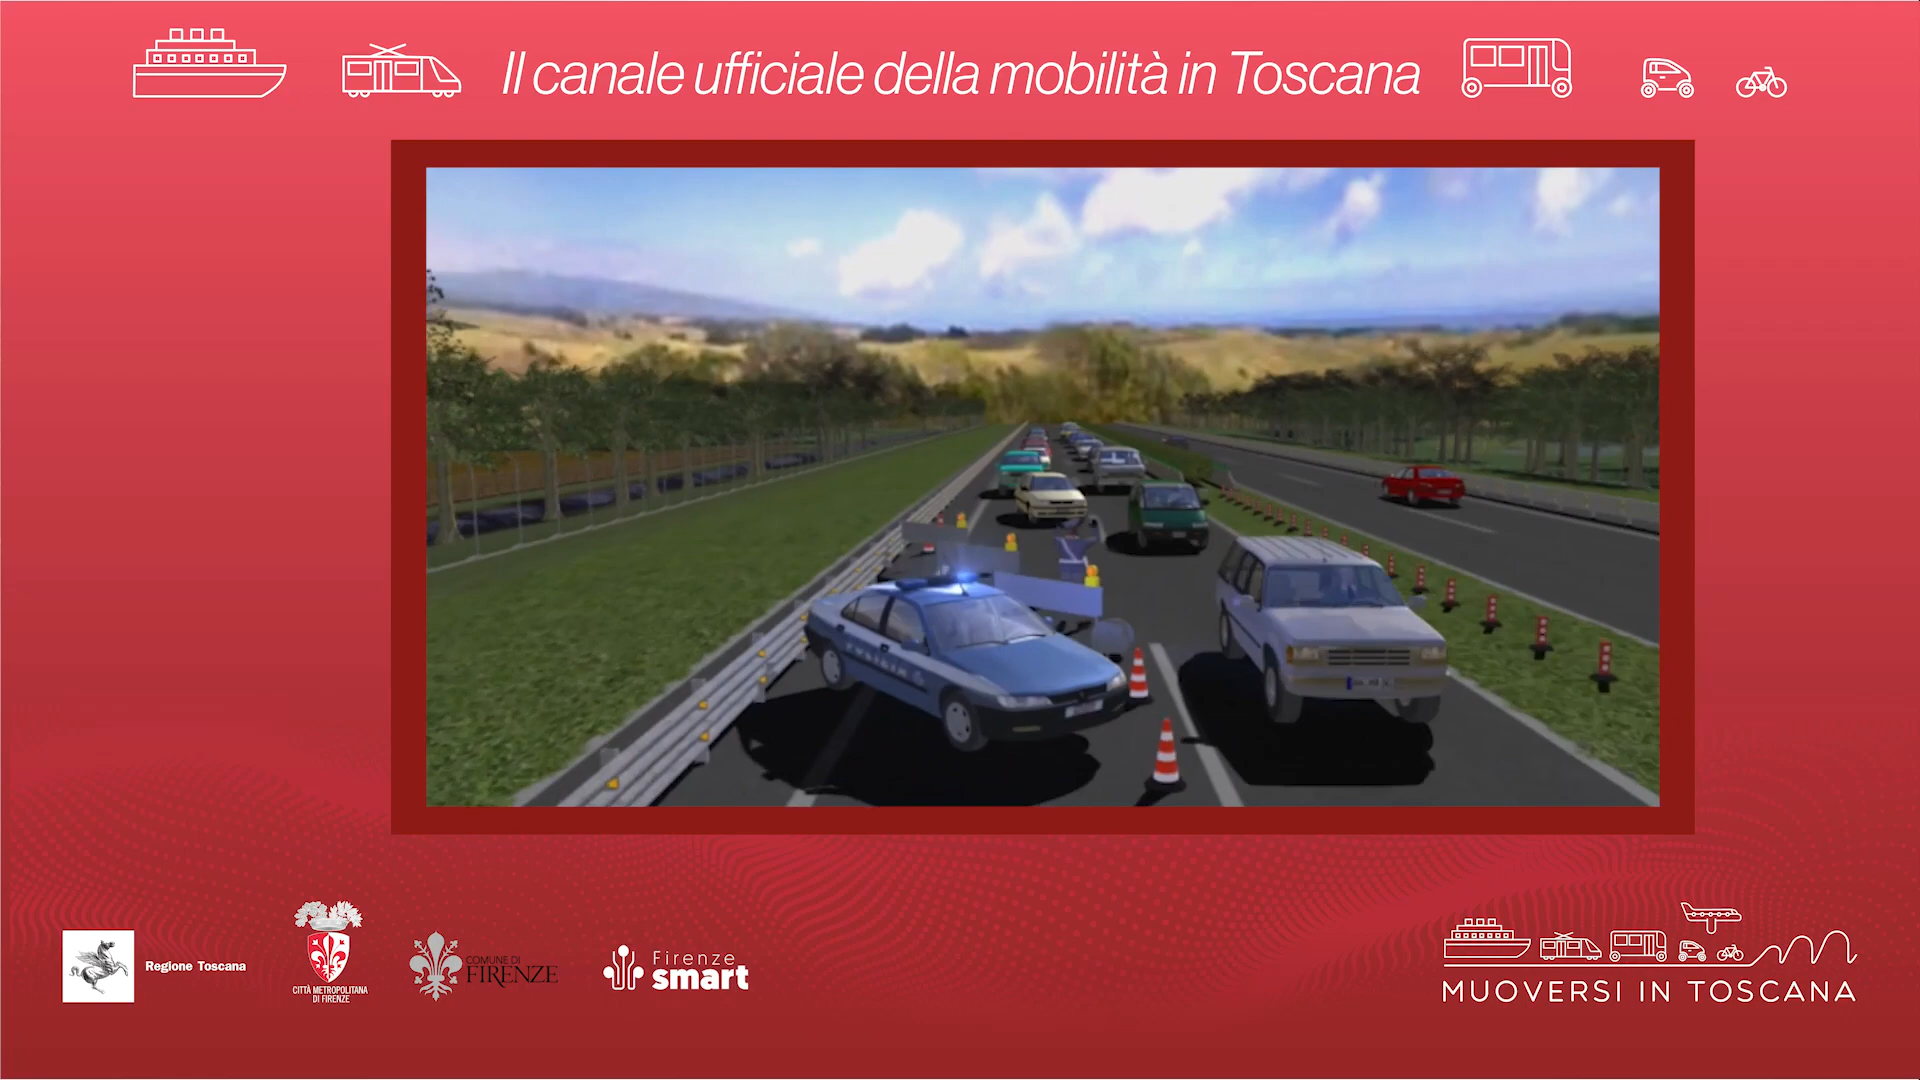 Il canale ufficiale della mobilità in Toscana
Regione Toscana
CITTÀ METROPOLITANA
DI FIRENZE
COMUNE DI
FIRENZE
Firenze
smart
MUOVERSI IN TOSCANA